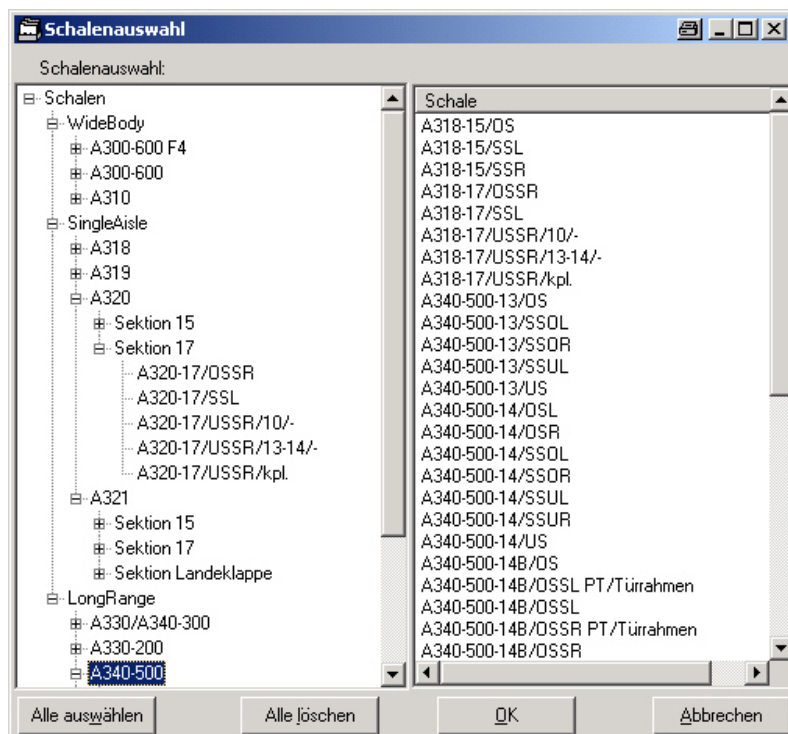 Schalenauswahl
Schalenauswahl:
Schalen
WideBody
A300-600 F4
A300-600
A310
SingleAisle
A318
A319
A320
Sektion 15
Sektion 17
A320-17/OSSR
A320-17/SSL
A320-17/USSR/10/-
A320-17/USSR/13-14/-
A320-17/USSR/kpl.
A321
Sektion 15
Sektion 17
Sektion Landeklappe
LongRange
A330/A340-300
A330-200
A340-500
Schale
A318-15/OS
A318-15/SSL
A318-15/SSR
A318-17/OSSR
A318-17/SSL
A318-17/USSR/10/-
A318-17/USSR/13-14/-
A318-17/USSR/kpl.
A340-500-13/OS
A340-500-13/SSOL
A340-500-13/SSOR
A340-500-13/SSUL
A340-500-13/US
A340-500-14/OSL
A340-500-14/OSR
A340-500-14/SSOL
A340-500-14/SSOR
A340-500-14/SSUL
A340-500-14/SSUR
A340-500-14/US
A340-500-14B/OS
A340-500-14B/OSSL PT/Türrahmen
A340-500-14B/OSSL
A340-500-14B/OSSR PT/Türrahmen
A340-500-14B/OSSR
Alle auswählen
Alle löschen
OK
Abbrechen